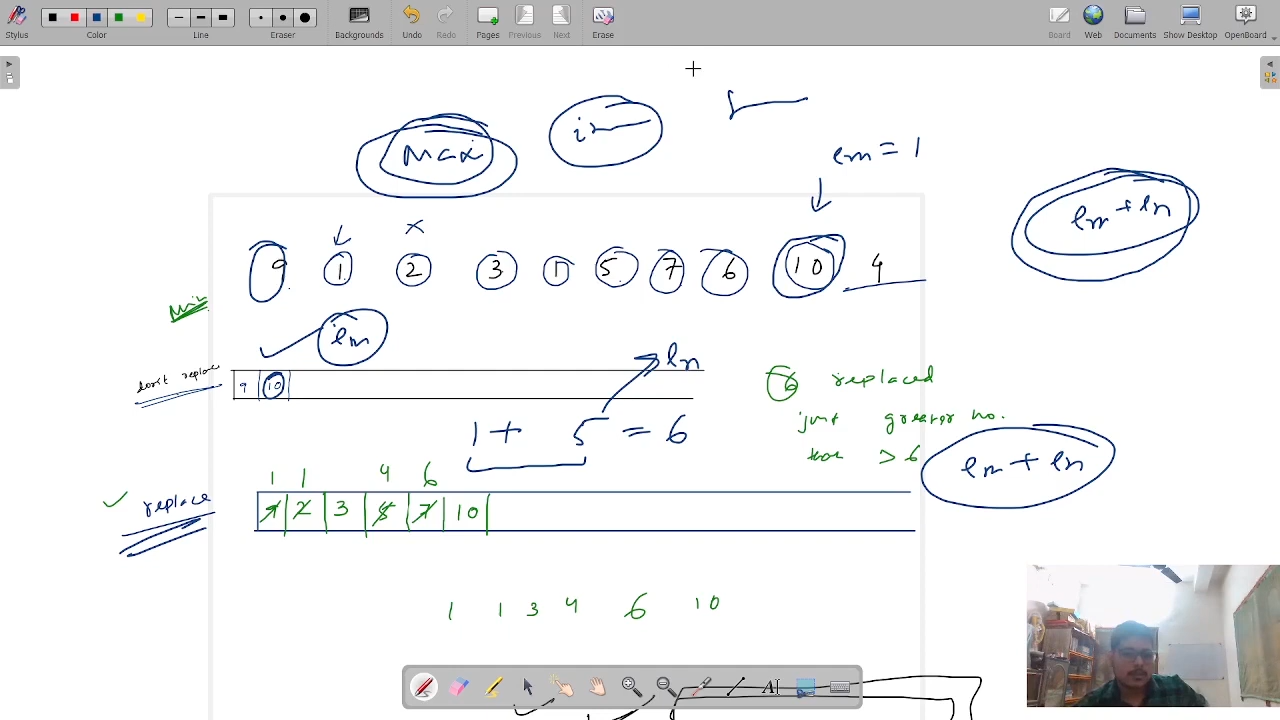 Stylus Color Line Eraser Backgrounds Undo Redo Pages Previous Next Erase Board Web Documents Show Desktop OpenBoard
Max
lm = 1
lm + ln
9 1 2 3 1 5 7 6 10 4
Min
lm
don't replace
9 10
ln
1 + 5 = 6
6 replaced
just greater no.
than > 6
lm + ln
1 1 4 6
replace
9 2 3 5 7 10
1 1 3 4 6 10